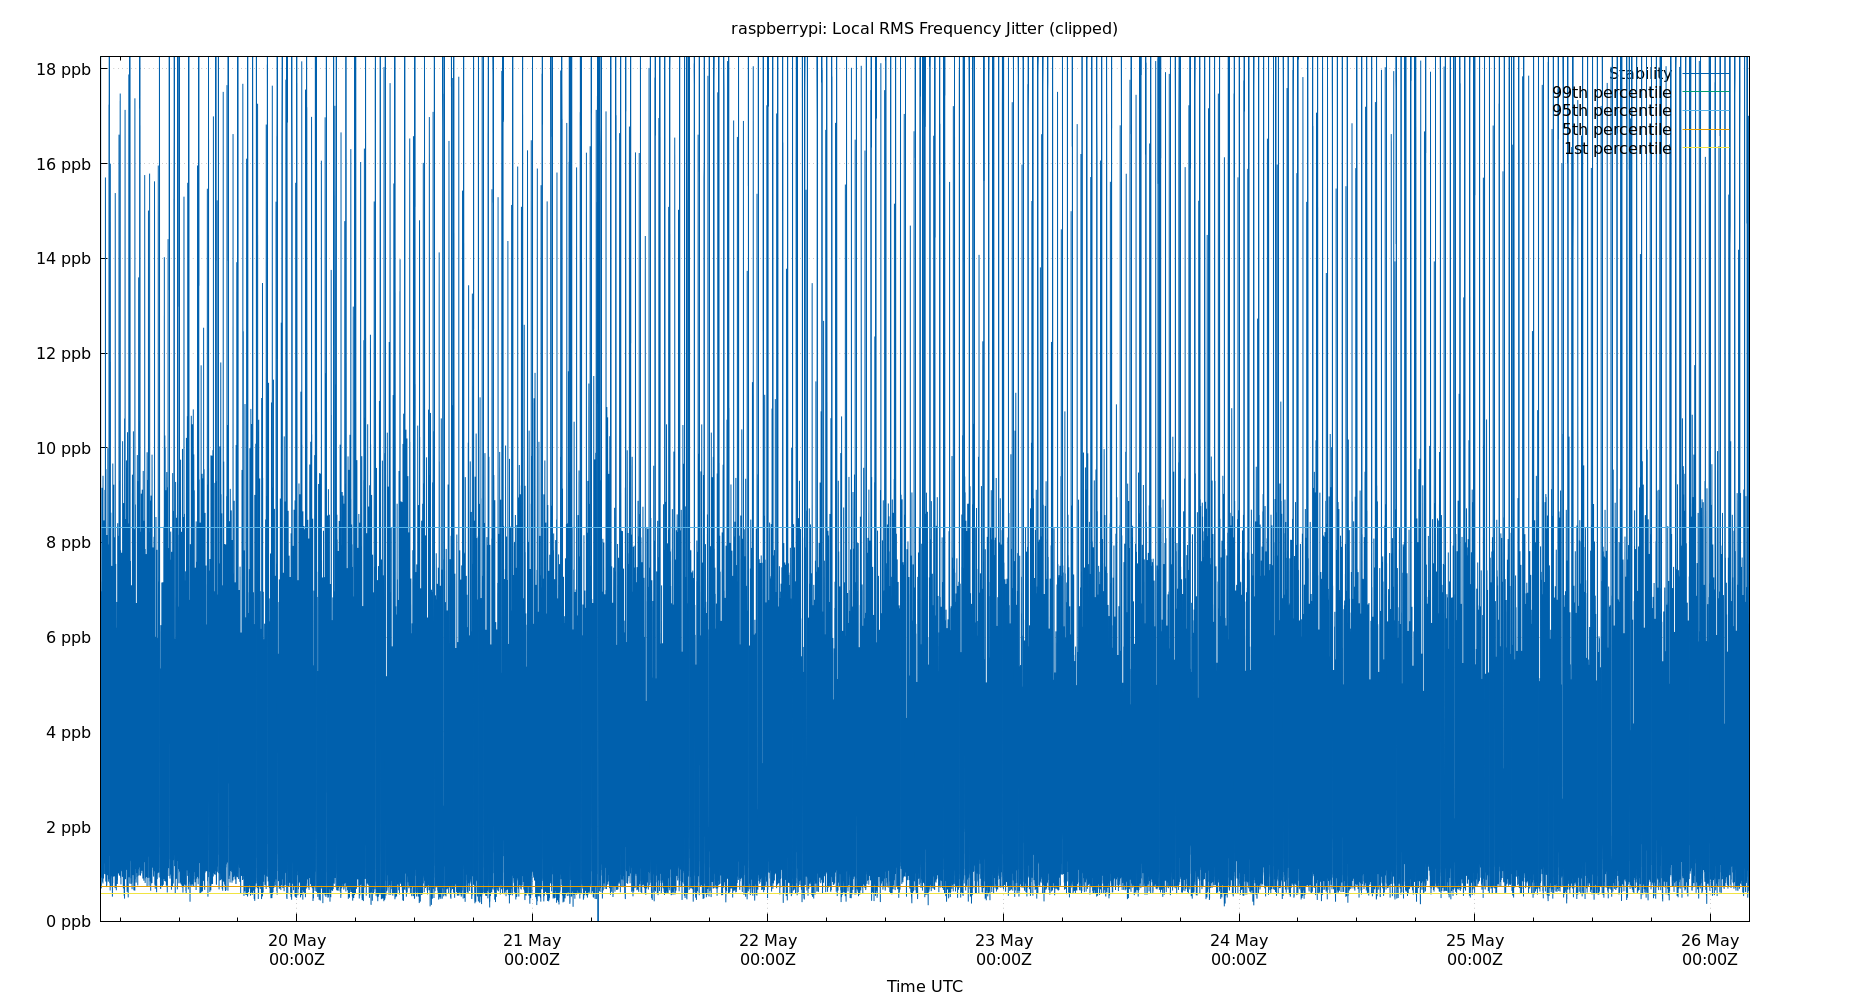 raspberrypi: Local RMS Frequency Jitter (clipped)
18 ppb
16 ppb
14 ppb
12 ppb
10 ppb
8 ppb
6 ppb
4 ppb
2 ppb
0 ppb
Stability
99th percentile
95th percentile
5th percentile
1st percentile
20 May
00:00Z
21 May
00:00Z
22 May
00:00Z
23 May
00:00Z
24 May
00:00Z
25 May
00:00Z
26 May
00:00Z
Time UTC